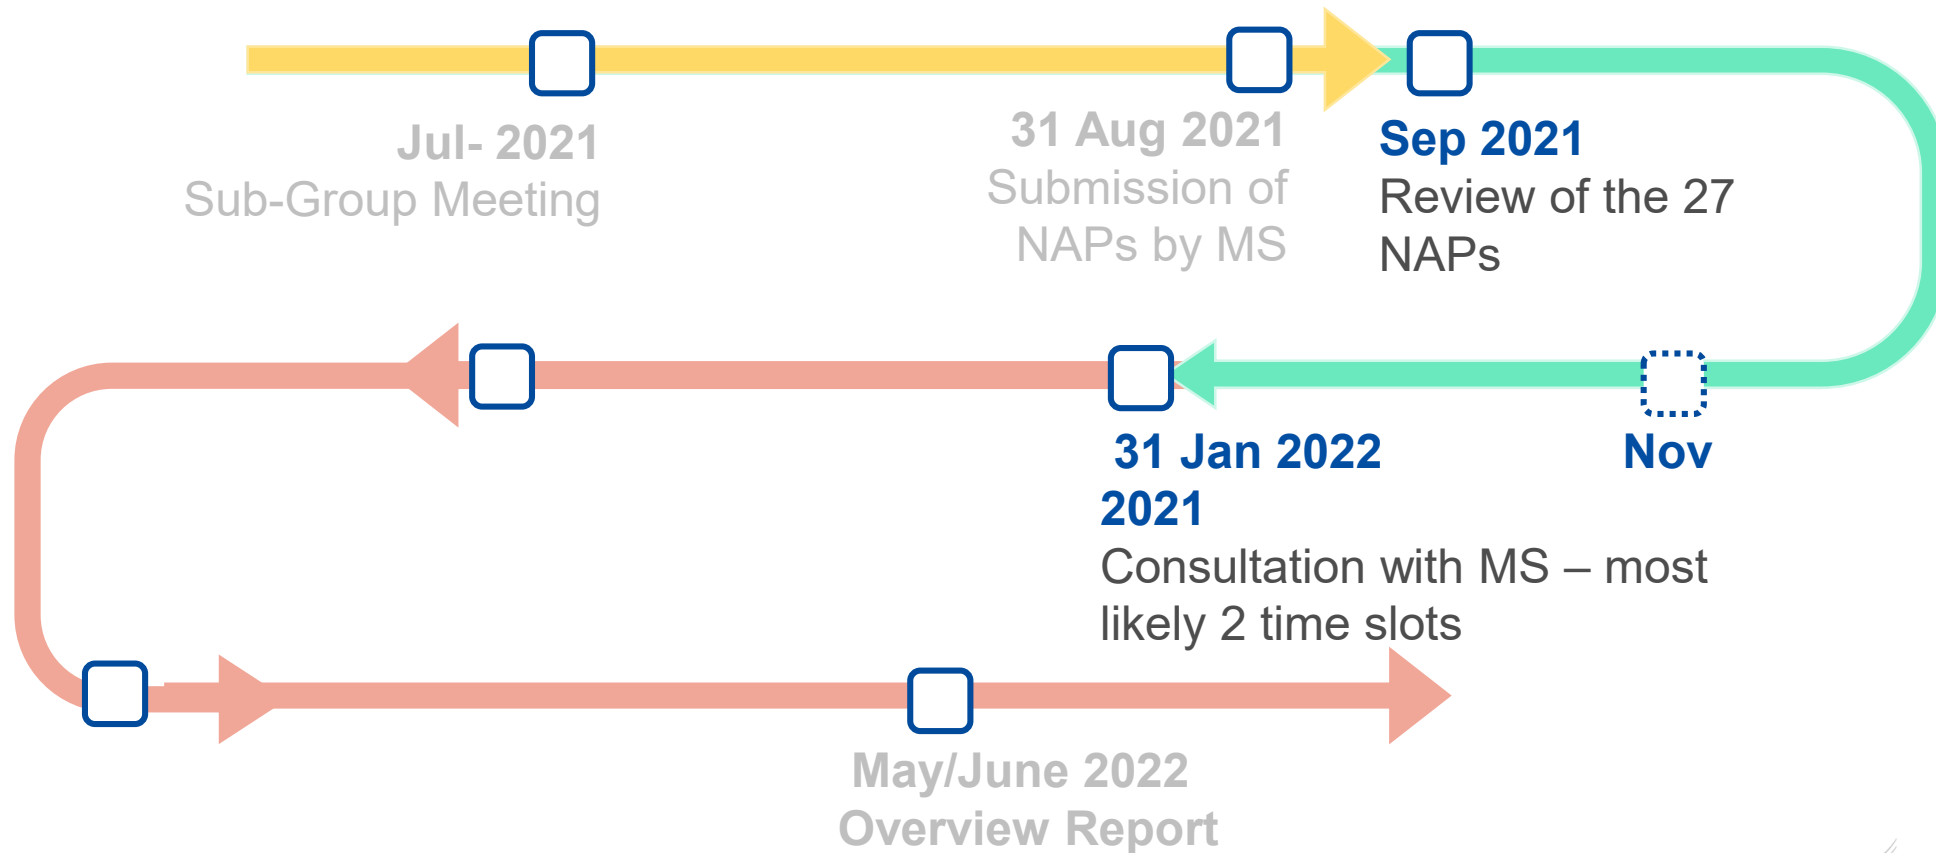 Jul- 2021
Sub-Group Meeting
31 Aug 2021
Submission of
NAPs by MS
Sep 2021
Review of the 27
NAPs
31 Jan 2022 Nov
2021
Consultation with MS – most
likely 2 time slots
May/June 2022
Overview Report